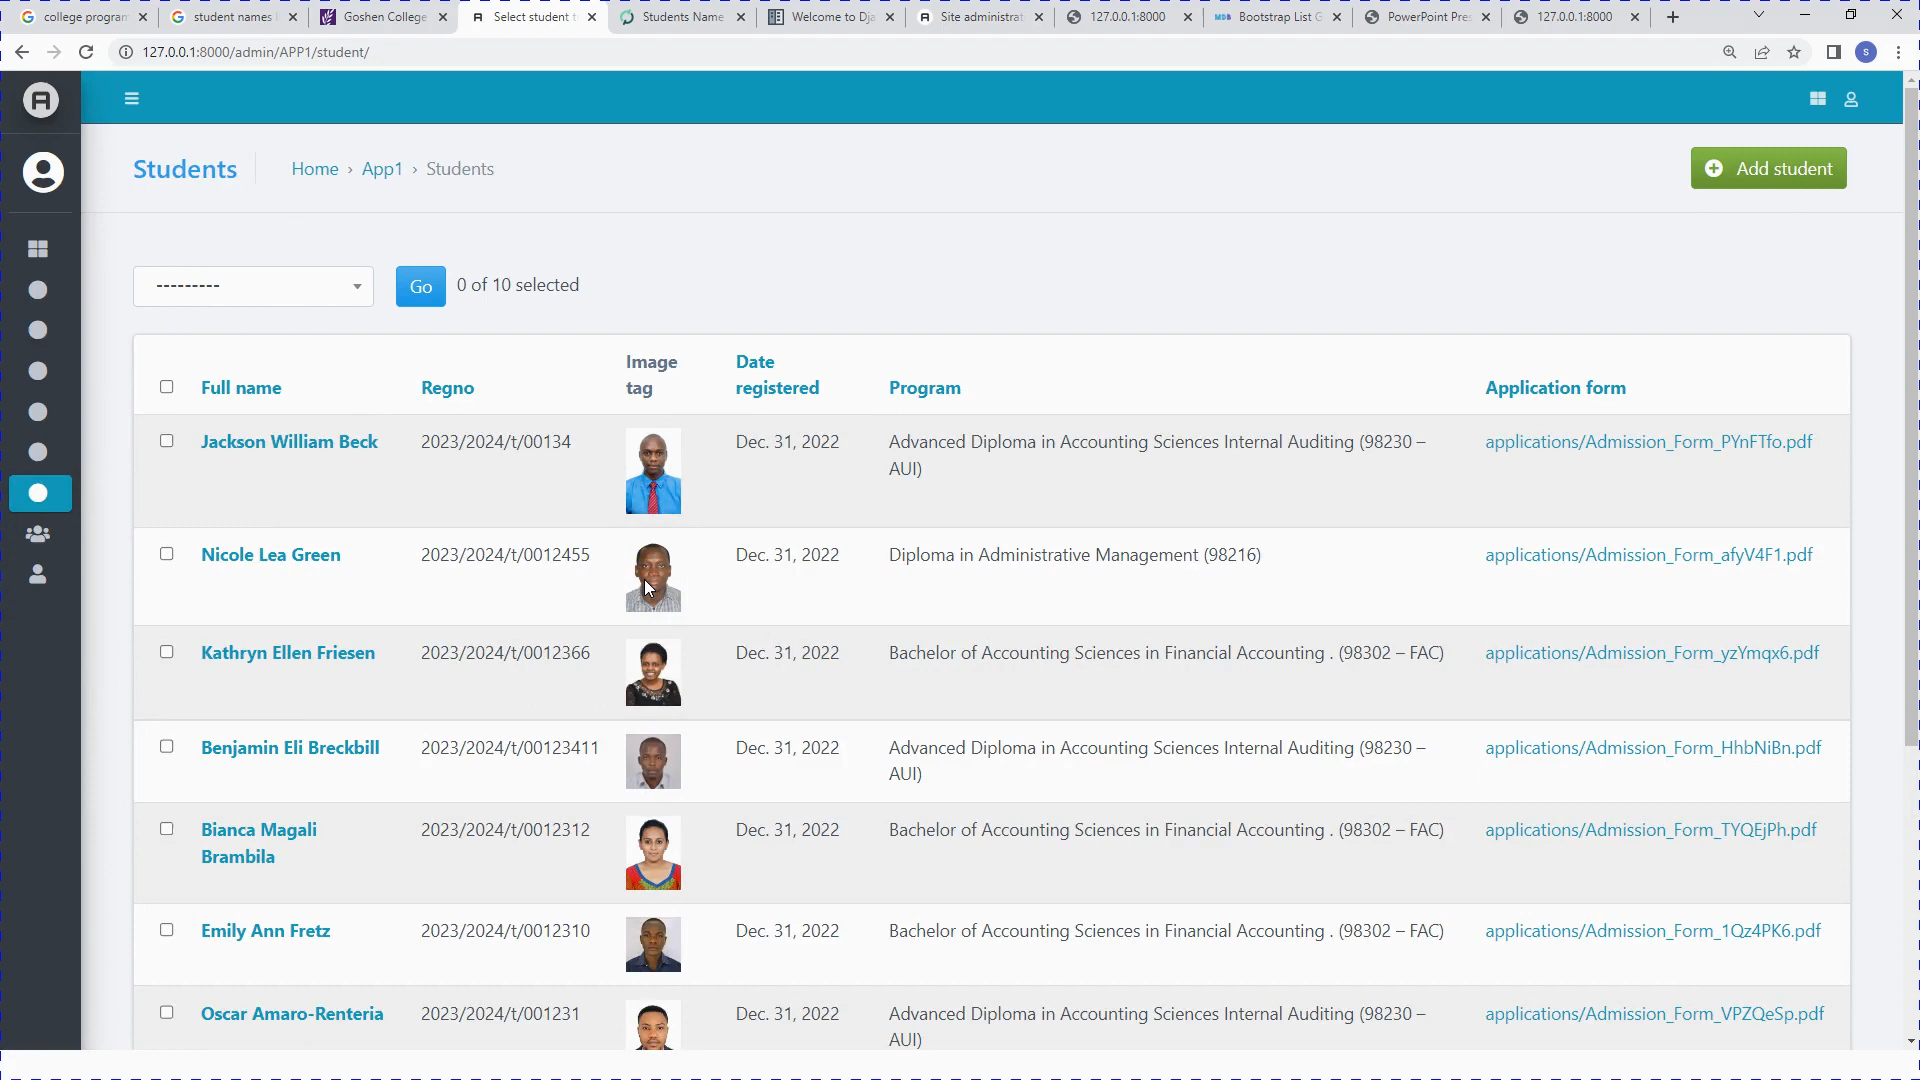 college program
student names l
Goshen College
Select student t
Students Name
Welcome to Dja
Site administrat
127.0.0.1:8000
Bootstrap List G
PowerPoint Pres
127.0.0.1:8000
127.0.0.1:8000/admin/APP1/student/
S
Students
Home › App1 › Students
Add student
---------
Go
0 of 10 selected
Full name
Regno
Image
tag
Date
registered
Program
Application form
Jackson William Beck
2023/2024/t/00134
Dec. 31, 2022
Advanced Diploma in Accounting Sciences Internal Auditing (98230 –
AUI)
applications/Admission_Form_PYnFTfo.pdf
Nicole Lea Green
2023/2024/t/0012455
Dec. 31, 2022
Diploma in Administrative Management (98216)
applications/Admission_Form_afyV4F1.pdf
Kathryn Ellen Friesen
2023/2024/t/0012366
Dec. 31, 2022
Bachelor of Accounting Sciences in Financial Accounting . (98302 – FAC)
applications/Admission_Form_yzYmqx6.pdf
Benjamin Eli Breckbill
2023/2024/t/00123411
Dec. 31, 2022
Advanced Diploma in Accounting Sciences Internal Auditing (98230 –
AUI)
applications/Admission_Form_HhbNiBn.pdf
Bianca Magali
Brambila
2023/2024/t/0012312
Dec. 31, 2022
Bachelor of Accounting Sciences in Financial Accounting . (98302 – FAC)
applications/Admission_Form_TYQEjPh.pdf
Emily Ann Fretz
2023/2024/t/0012310
Dec. 31, 2022
Bachelor of Accounting Sciences in Financial Accounting . (98302 – FAC)
applications/Admission_Form_1Qz4PK6.pdf
Oscar Amaro-Renteria
2023/2024/t/001231
Dec. 31, 2022
Advanced Diploma in Accounting Sciences Internal Auditing (98230 –
AUI)
applications/Admission_Form_VPZQeSp.pdf